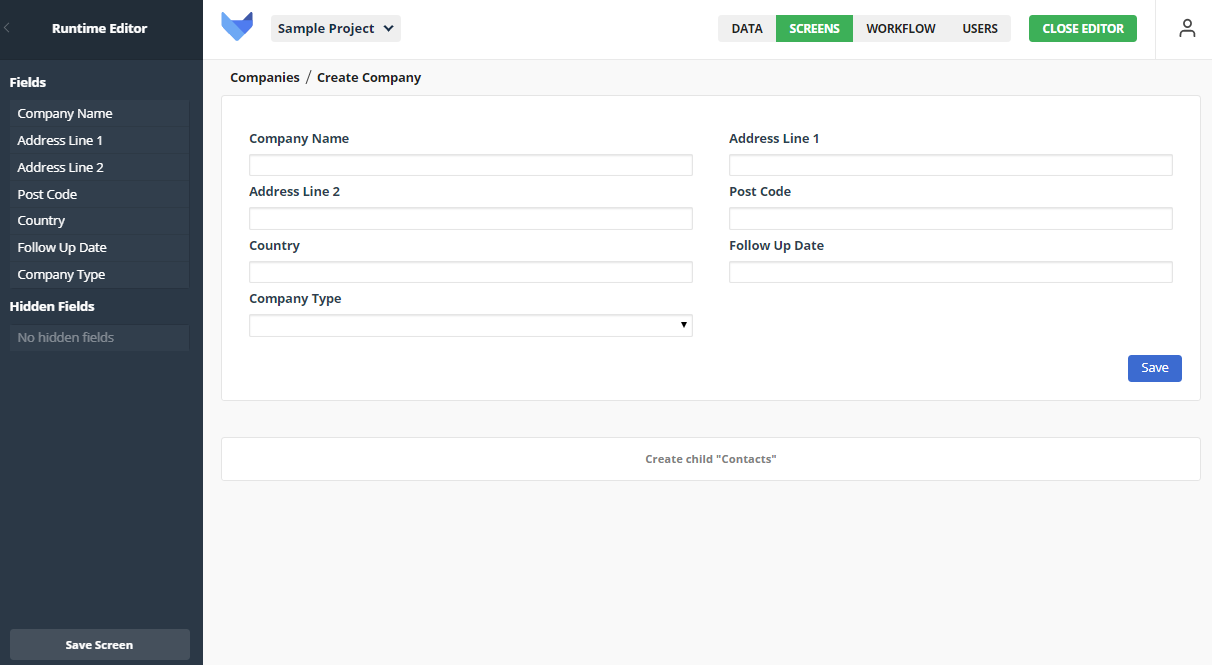 Runtime Editor
Sample Project
DATA SCREENS WORKFLOW USERS CLOSE EDITOR
Fields
Company Name
Address Line 1
Address Line 2
Post Code
Country
Follow Up Date
Company Type
Hidden Fields
No hidden fields
Save Screen
Companies / Create Company
Company Name
Address Line 1
Address Line 2
Post Code
Country
Follow Up Date
Company Type
Save
Create child "Contacts"